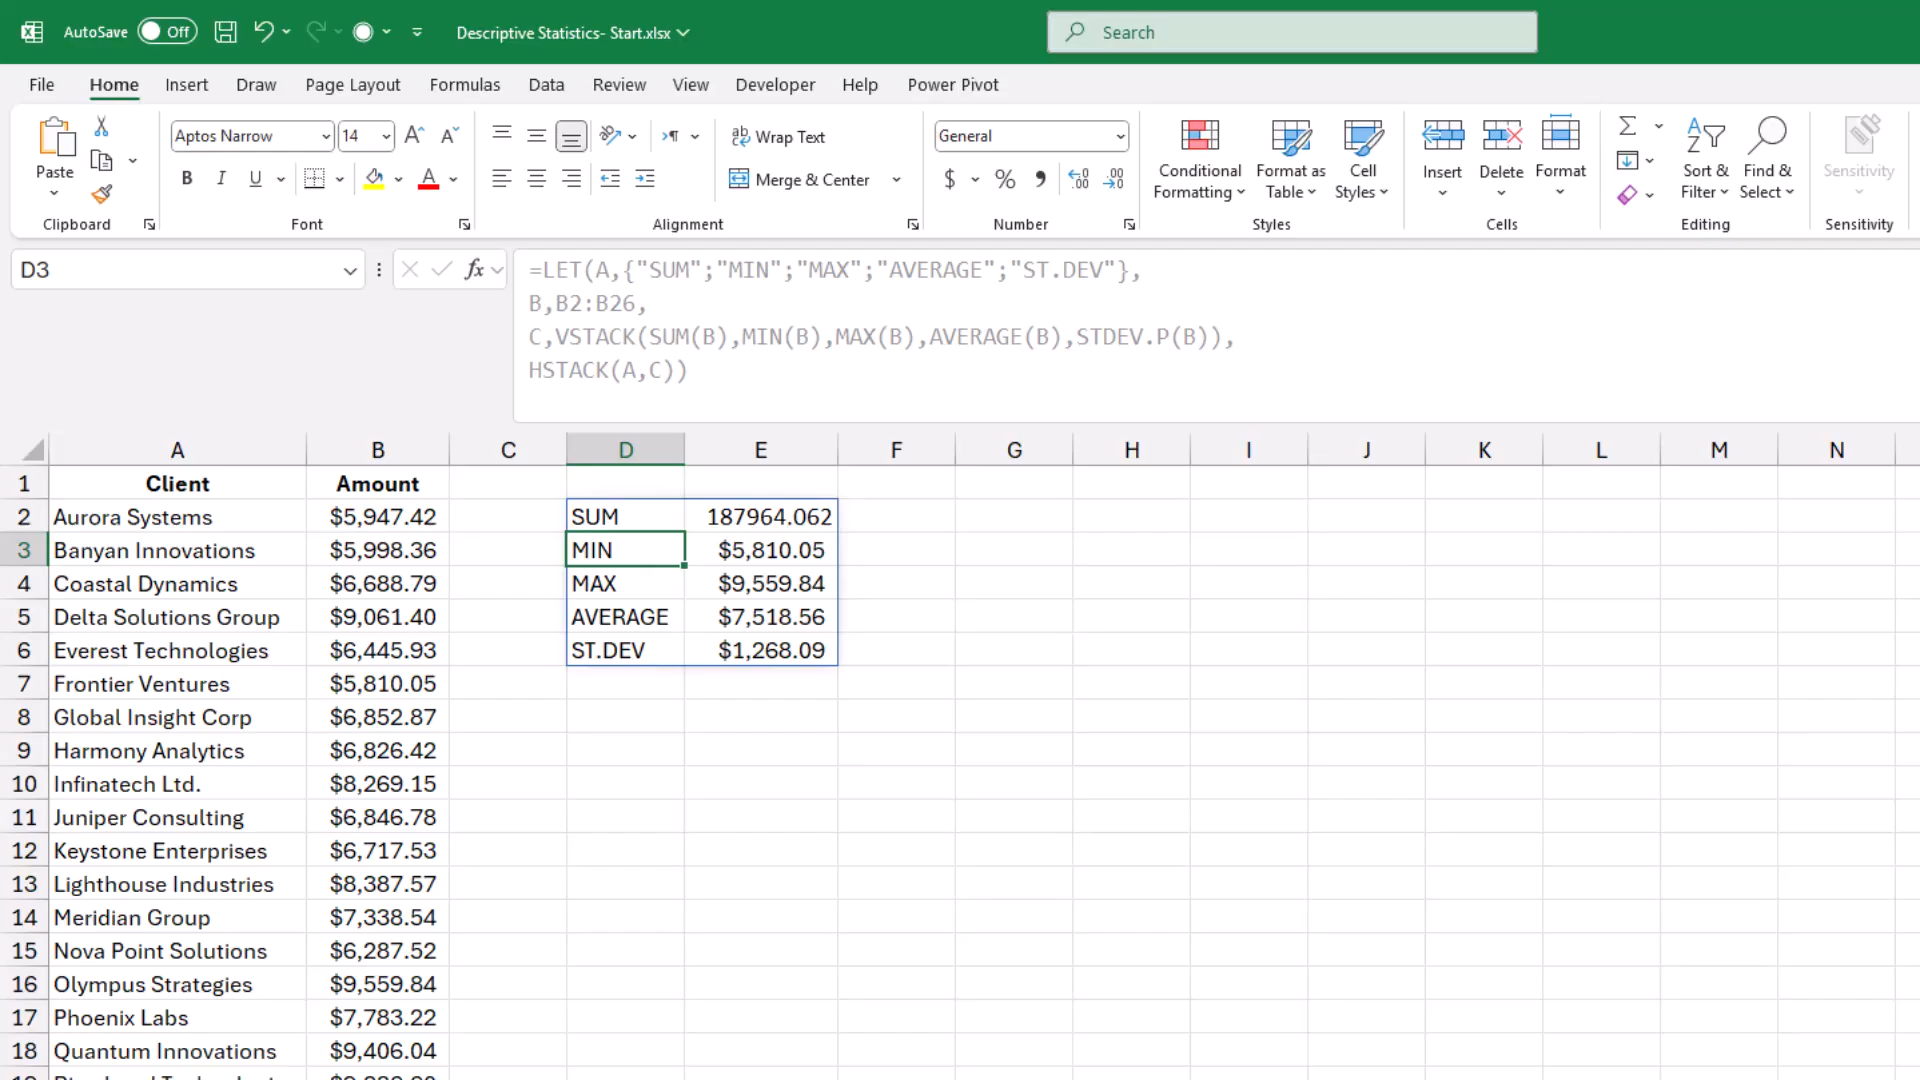 AutoSave Off Descriptive Statistics- Start.xlsx Search
File Home Insert Draw Page Layout Formulas Data Review View Developer Help Power Pivot
Paste
Clipboard
Aptos Narrow 14
B I U
Font
Wrap Text
Merge & Center
Alignment
General
$ % ,
Number
Conditional Formatting
Format as Table
Cell Styles
Styles
Insert Delete Format
Cells
Sort & Filter
Find & Select
Editing
Sensitivity
Sensitivity
D3
fx
=LET(A,{"SUM";"MIN";"MAX";"AVERAGE";"ST.DEV"},
B,B2:B26,
C,VSTACK(SUM(B),MIN(B),MAX(B),AVERAGE(B),STDEV.P(B)),
HSTACK(A,C))
A B C D E F G H I J K L M N
1 Client Amount
2 Aurora Systems $5,947.42 SUM 187964.062
3 Banyan Innovations $5,998.36 MIN $5,810.05
4 Coastal Dynamics $6,688.79 MAX $9,559.84
5 Delta Solutions Group $9,061.40 AVERAGE $7,518.56
6 Everest Technologies $6,445.93 ST.DEV $1,268.09
7 Frontier Ventures $5,810.05
8 Global Insight Corp $6,852.87
9 Harmony Analytics $6,826.42
10 Infinatech Ltd. $8,269.15
11 Juniper Consulting $6,846.78
12 Keystone Enterprises $6,717.53
13 Lighthouse Industries $8,387.57
14 Meridian Group $7,338.54
15 Nova Point Solutions $6,287.52
16 Olympus Strategies $9,559.84
17 Phoenix Labs $7,783.22
18 Quantum Innovations $9,406.04